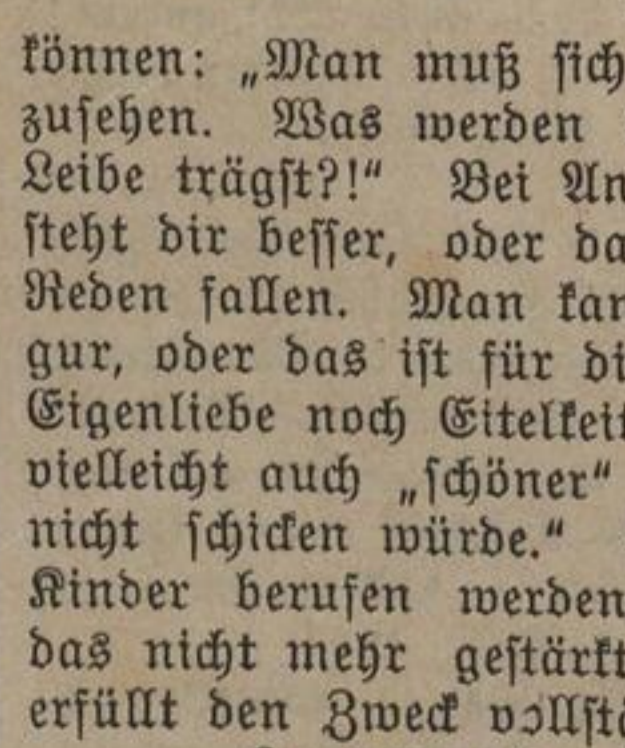 können: „Man muß sich
zusehen. Was werden
Leibe trägst?!“ Bei An
steht dir besser, oder da
Reden fallen. Man kan
gur, oder das ist für di
Eigenliebe noch Eitelkeit
vielleicht auch „schöner“
nicht schicken würde.“
Kinder berufen werden
das nicht mehr gestärkt
erfüllt den Zweck vollstä